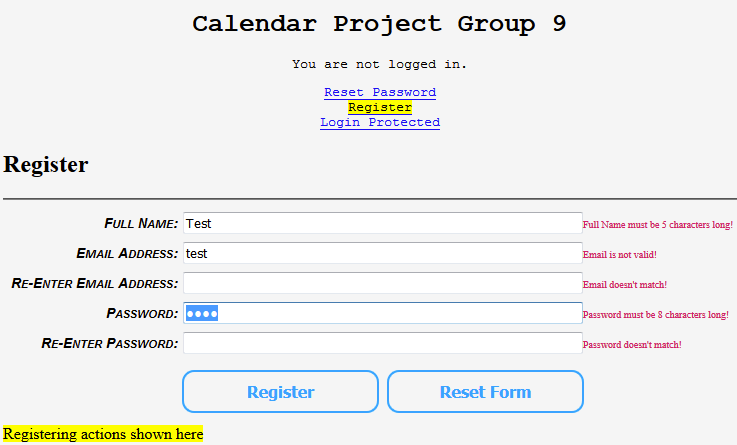 Calendar Project Group 9
You are not logged in.
Reset Password
Register
Login Protected
Register
FULL NAME: Test Full Name must be 5 characters long!
EMAIL ADDRESS: test Email is not valid!
RE-ENTER EMAIL ADDRESS: Email doesn't match!
PASSWORD: •••• Password must be 8 characters long!
RE-ENTER PASSWORD: Password doesn't match!
Register Reset Form
Registering actions shown here